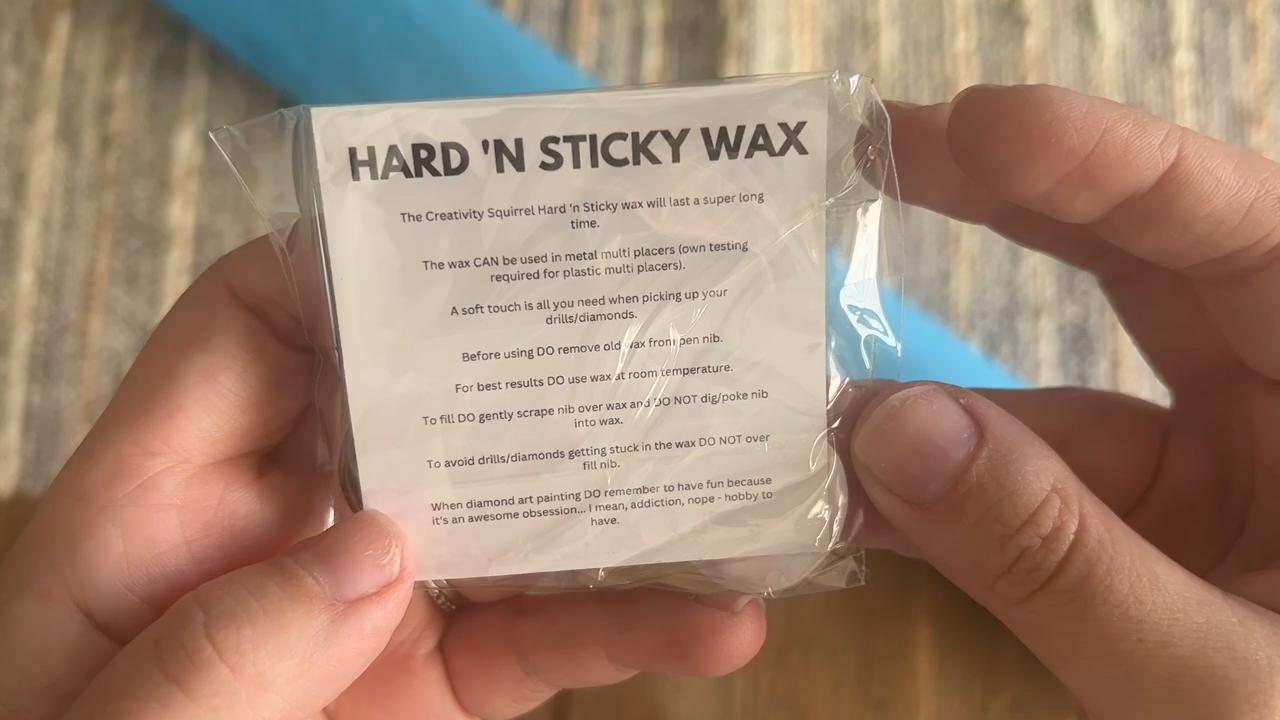 HARD 'N STICKY WAX
The Creativity Squirrel Hard 'n Sticky wax will last a super long
time.
The wax CAN be used in metal multi placers (own testing
required for plastic multi placers).
A soft touch is all you need when picking up your
drills/diamonds.
Before using DO remove old wax from pen nib.
For best results DO use wax at room temperature.
To fill DO gently scrape nib over wax and DO NOT dig/poke nib
into wax.
To avoid drills/diamonds getting stuck in the wax DO NOT over
fill nib.
When diamond art painting DO remember to have fun because
it's an awesome obsession... I mean, addiction, nope - hobby to
have.